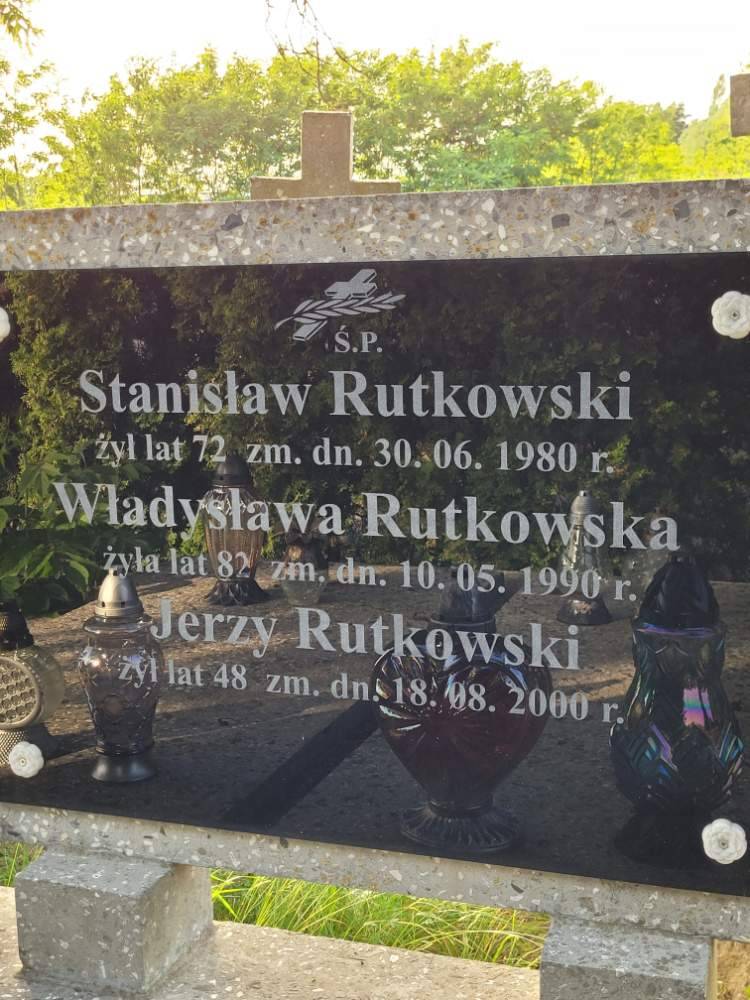 Ś.P.
Stanisław Rutkowski
żył lat 72 zm. dn. 30. 06. 1980 r.
Władysława Rutkowska
żyła lat 82 zm. dn. 10. 05. 1990 r.
Jerzy Rutkowski
żył lat 48 zm. dn. 18. 08. 2000 r.